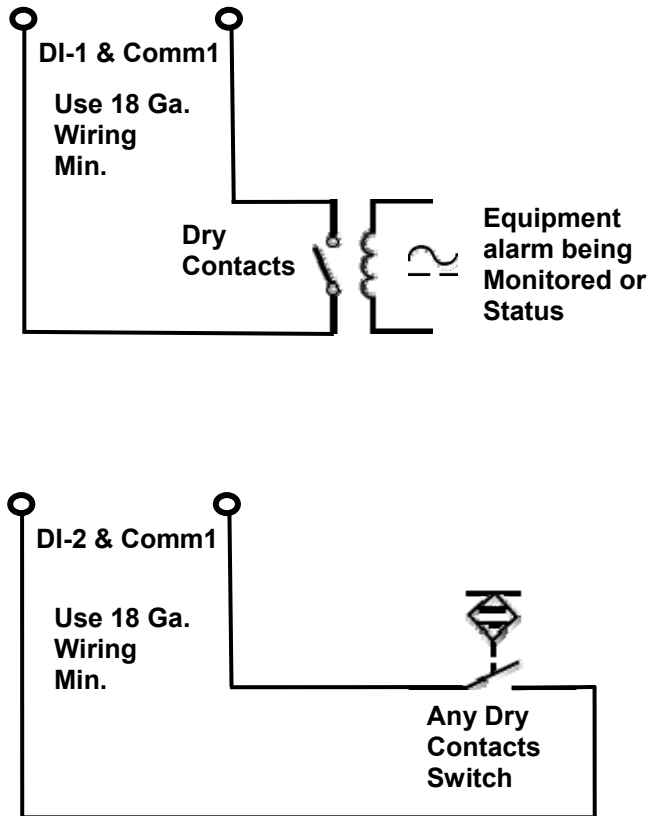 DI-1 & Comm1
Use 18 Ga.
Wiring
Min.
Dry
Contacts
Equipment
alarm being
Monitored or
Status
DI-2 & Comm1
Use 18 Ga.
Wiring
Min.
Any Dry
Contacts
Switch